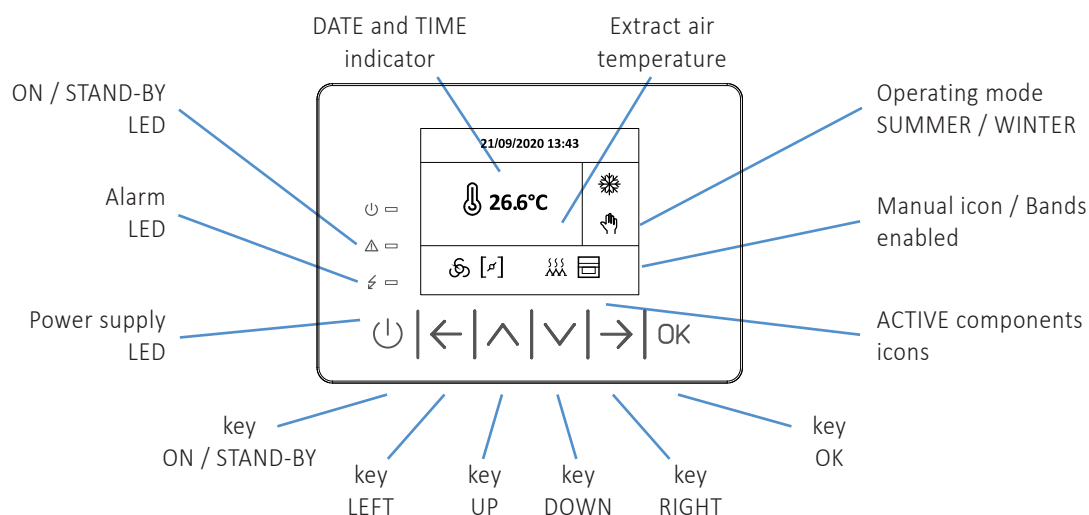 DATE and TIME
indicator
Extract air
temperature
ON / STAND-BY
LED
Operating mode
SUMMER / WINTER
21/09/2020 13:43
26.6°C
Alarm
LED
Manual icon / Bands
enabled
Power supply
LED
ACTIVE components
icons
OK
key
ON / STAND-BY
key
LEFT
key
UP
key
DOWN
key
RIGHT
key
OK